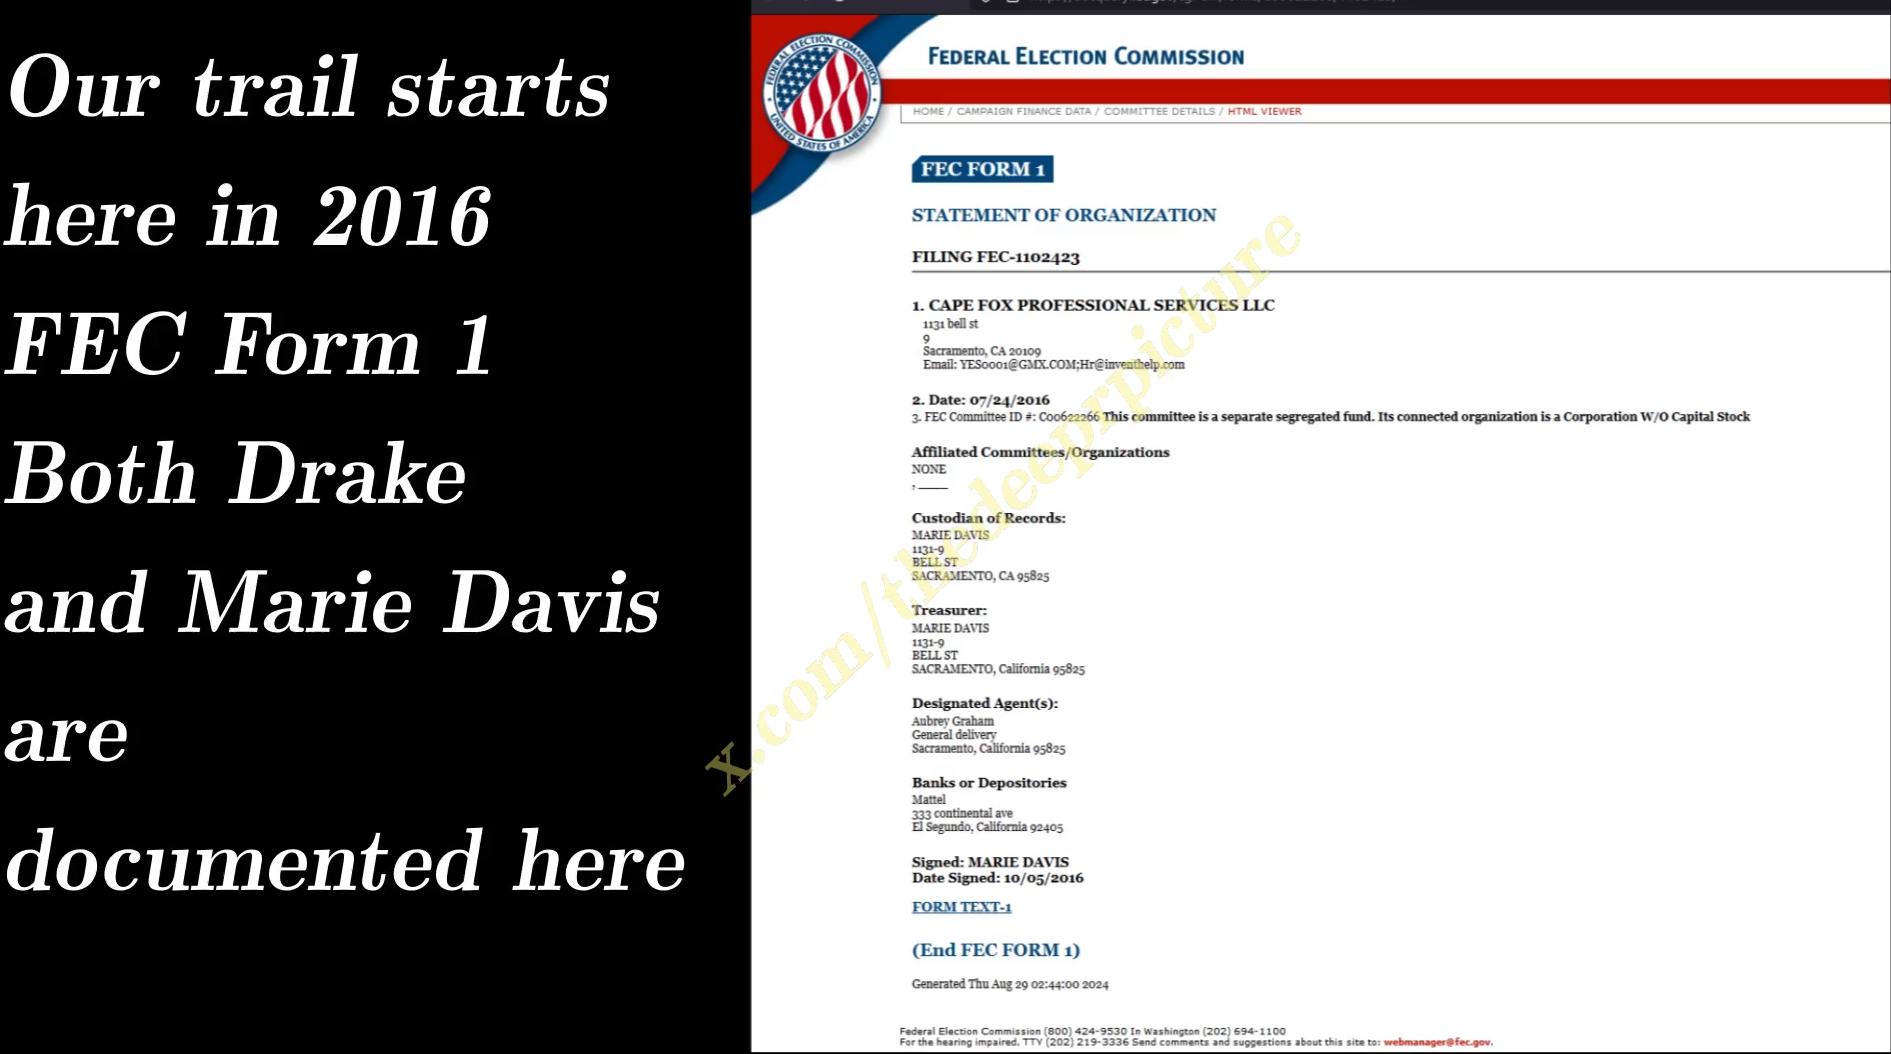 Our trail starts
here in 2016
FEC Form 1
Both Drake
and Marie Davis
are
documented here
FEDERAL ELECTION COMMISSION
FEDERAL ELECTION COMMISSION
UNITED STATES OF AMERICA
HOME / CAMPAIGN FINANCE DATA / COMMITTEE DETAILS / HTML VIEWER
FEC FORM 1
STATEMENT OF ORGANIZATION
FILING FEC-1102423
1. CAPE FOX PROFESSIONAL SERVICES LLC
1131 bell st
9
Sacramento, CA 20109
Email: YES0001@GMX.COM;Hr@inventhelp.com
2. Date: 07/24/2016
3. FEC Committee ID #: C00622266 This committee is a separate segregated fund. Its connected organization is a Corporation W/O Capital Stock
Affiliated Committees/Organizations
NONE
, ____
Custodian of Records:
MARIE DAVIS
1131-9
BELL ST
SACRAMENTO, CA 95825
Treasurer:
MARIE DAVIS
1131-9
BELL ST
SACRAMENTO, California 95825
Designated Agent(s):
Aubrey Graham
General delivery
Sacramento, California 95825
Banks or Depositories
Mattel
333 continental ave
El Segundo, California 92405
Signed: MARIE DAVIS
Date Signed: 10/05/2016
FORM TEXT-1
(End FEC FORM 1)
Generated Thu Aug 29 02:44:00 2024
Federal Election Commission (800) 424-9530 In Washington (202) 694-1100
For the hearing impaired, TTY (202) 219-3336 Send comments and suggestions about this site to: webmanager@fec.gov.
x.com/thedeeprpicture